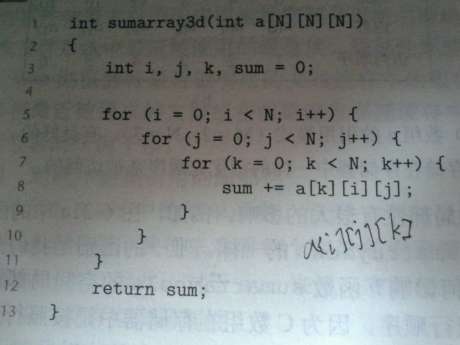 1 int sumarray3d(int a[N][N][N])
2 {
3 int i, j, k, sum = 0;
4
5 for (i = 0; i < N; i++) {
6 for (j = 0; j < N; j++) {
7 for (k = 0; k < N; k++) {
8 sum += a[k][i][j];
9 }
10 }
a[i][j][k]
11 }
12 return sum;
13 }